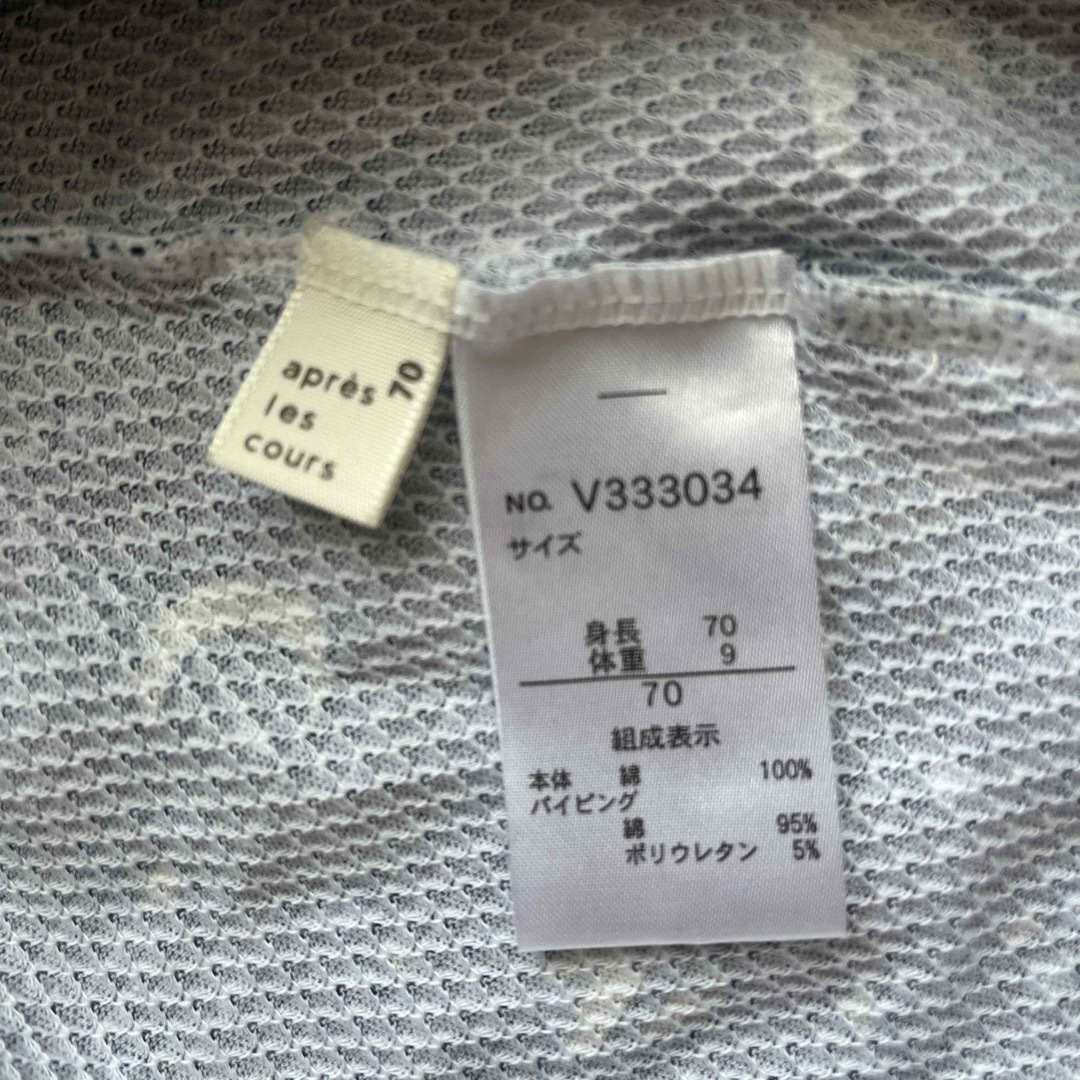 après
les
cours
70
NO. V333034
サイズ
身長 70
体重 9
70
組成表示
本体 綿 100%
パイピング
綿 95%
ポリウレタン 5%